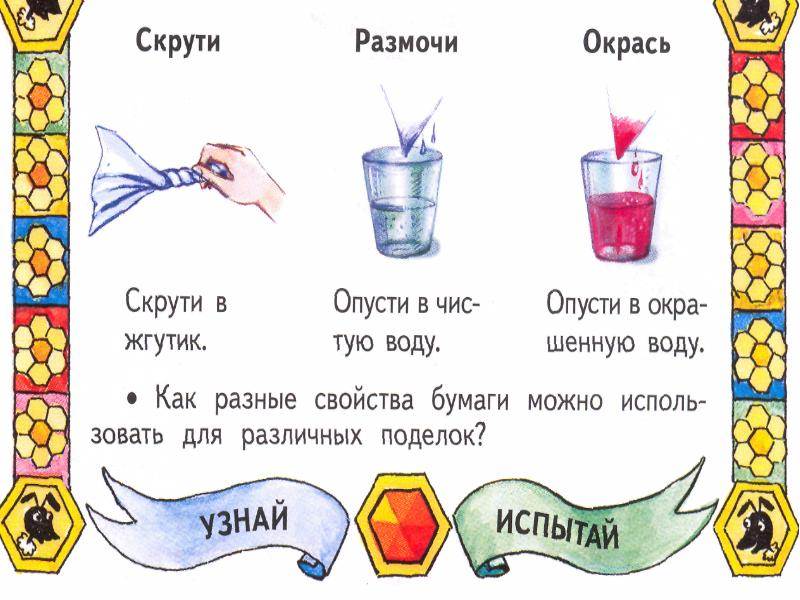 Скрути Размочи Окрась
Скрути в
жгутик.
Опусти в чис-
тую воду.
Опусти в окра-
шенную воду.
• Как разные свойства бумаги можно исполь-
зовать для различных поделок?
УЗНАЙ
ИСПЫТАЙ